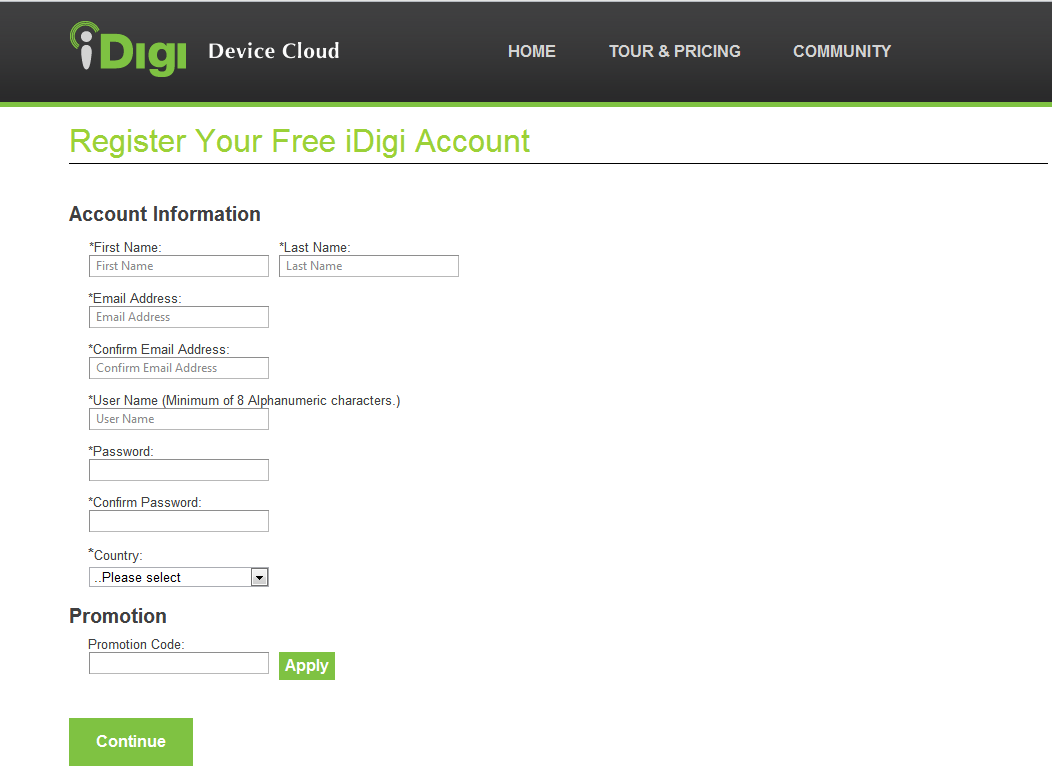 iDigi Device Cloud HOME TOUR & PRICING COMMUNITY
Register Your Free iDigi Account
Account Information
*First Name: *Last Name:
First Name Last Name
*Email Address:
Email Address
*Confirm Email Address:
Confirm Email Address
*User Name (Minimum of 8 Alphanumeric characters.)
User Name
*Password:
*Confirm Password:
*Country:
..Please select
Promotion
Promotion Code:
Apply
Continue